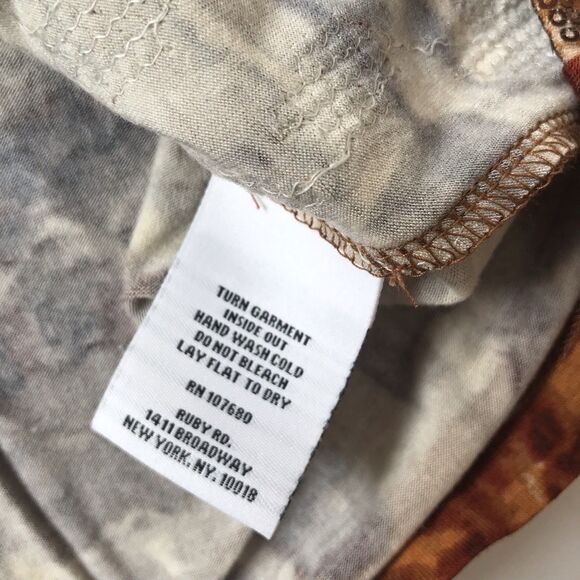 TURN GARMENT
INSIDE OUT
HAND WASH COLD
DO NOT BLEACH
LAY FLAT TO DRY
RN 107680
RUBY RD.
1411 BROADWAY
NEW YORK, NY. 10018